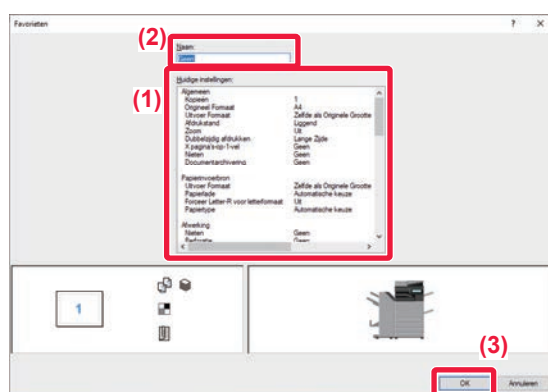 Favorieten ? X
(2)
Naam:
(1)
Huidige instellingen:
Algemeen
Kopieën 1
Origineel Formaat A4
Uitvoer Formaat Zelfde als Originele Grootte
Afdrukstand Liggend
Zoom Uit
Dubbelzijdig afdrukken Lange Zijde
X pagina's-op-1-vel Geen
Nieten Geen
Documentarchivering Geen
Papierinvoerbron
Uitvoer Formaat Zelfde als Originele Grootte
Papierlade Automatische keuze
Forceer Letter-R voor letterformaat Uit
Papiertype Automatische keuze
Afwerking
Nieten Geen
Perforatie Geen
1
(3)
OK Annuleren